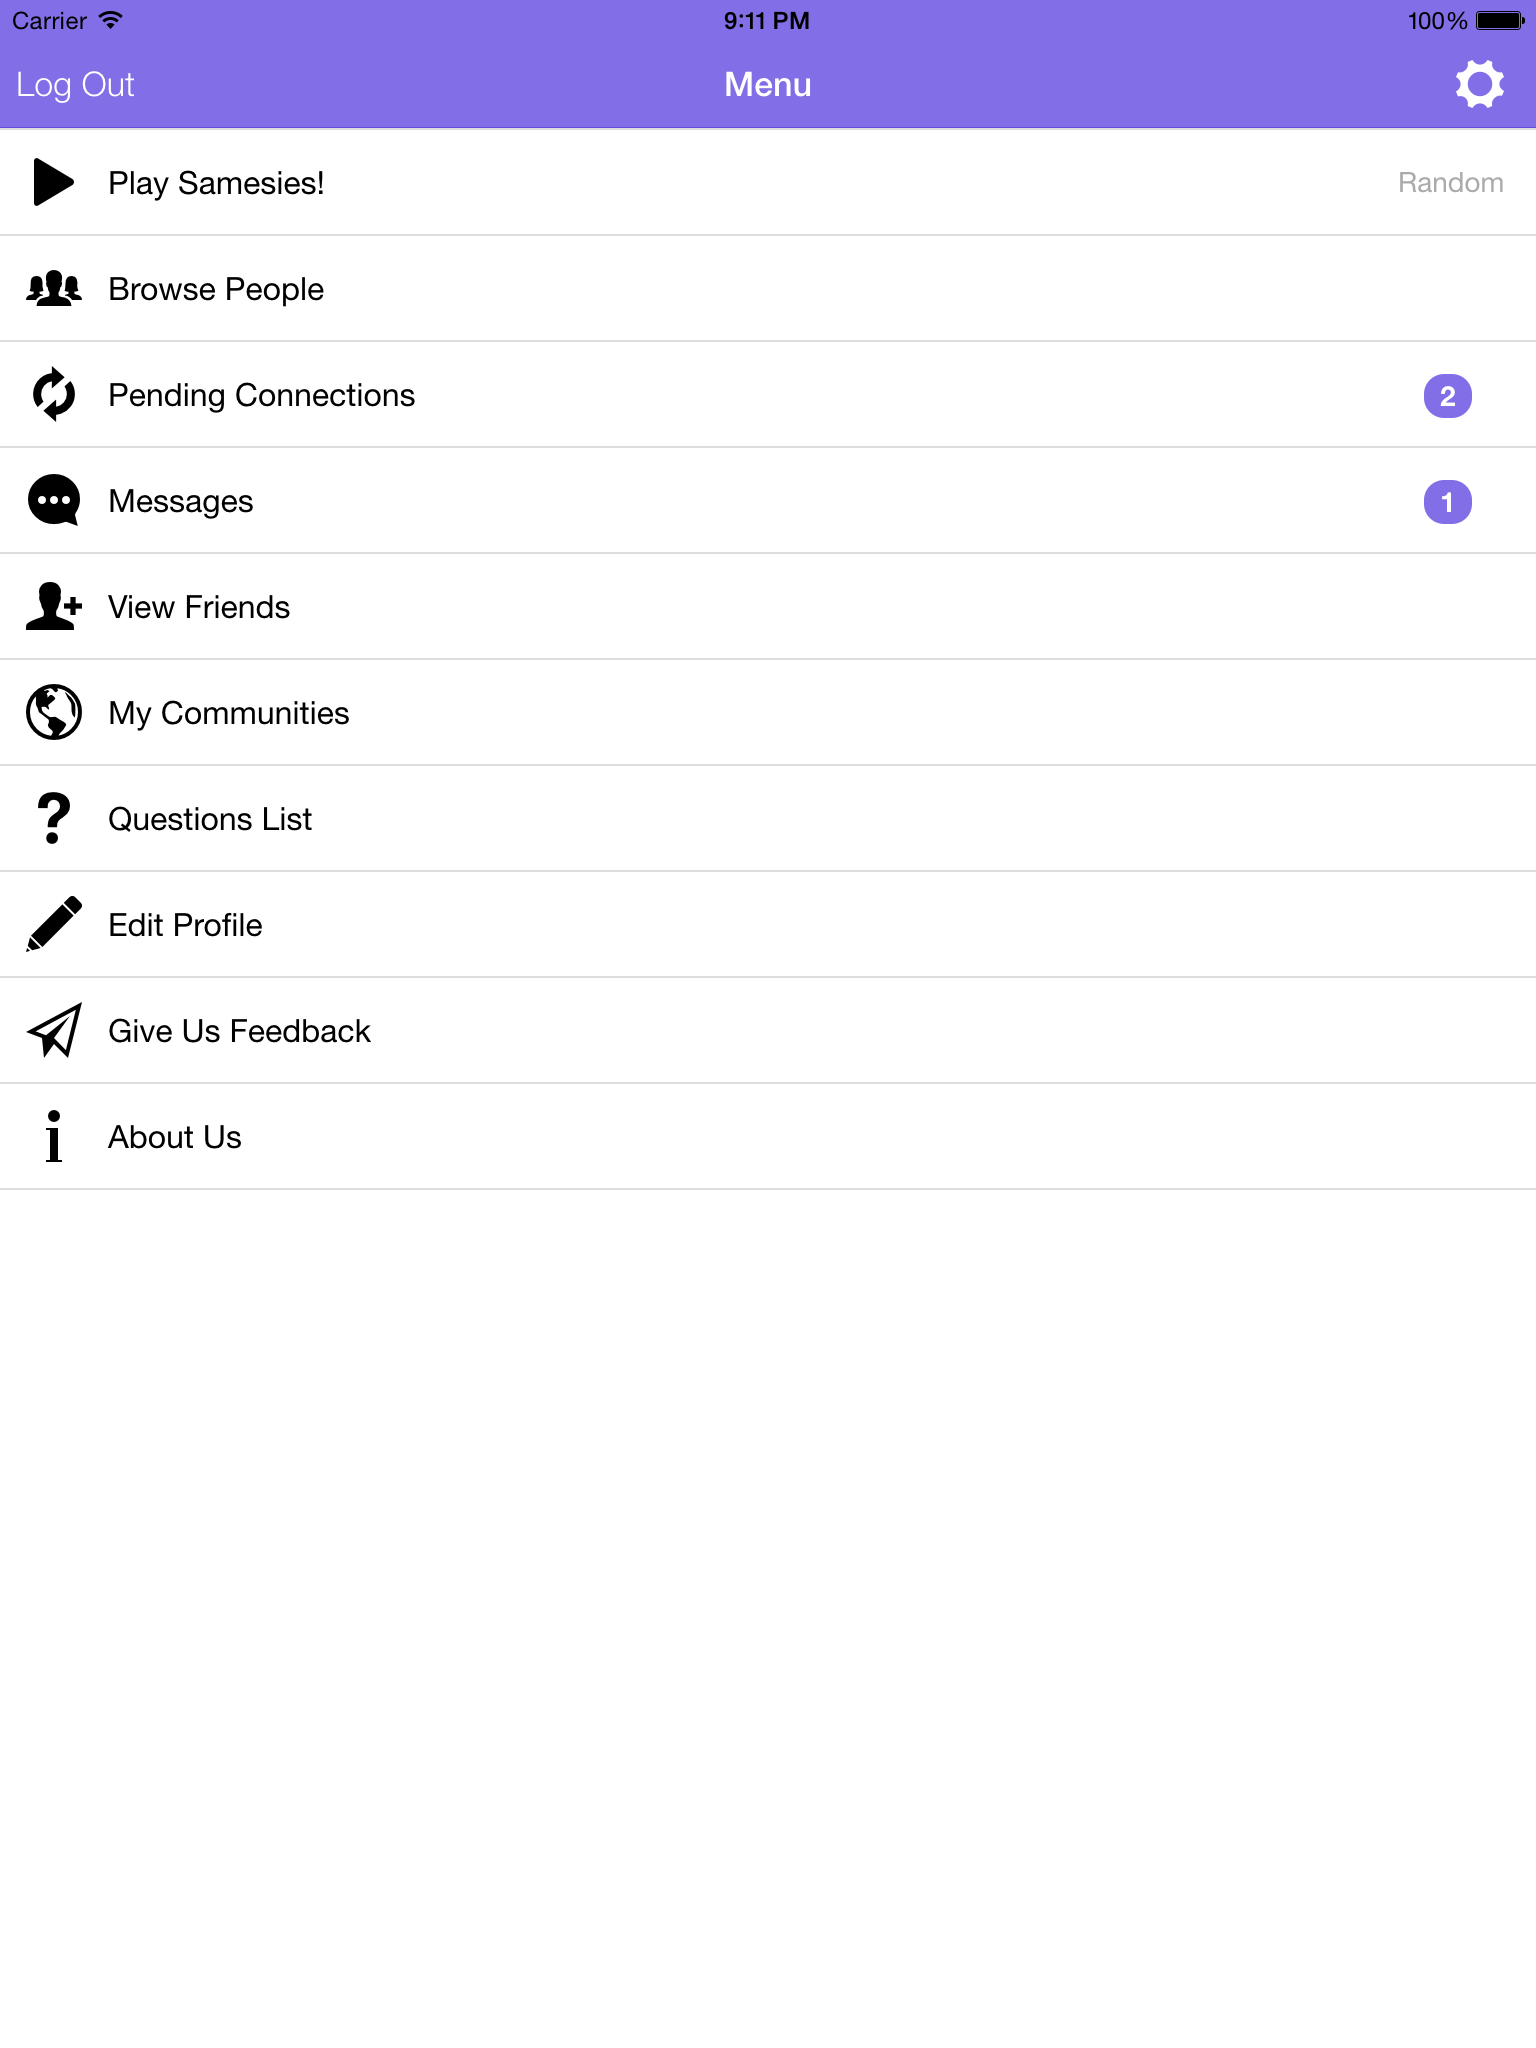 Carrier 9:11 PM 100%
Log Out Menu
Play Samesies! Random
Browse People
Pending Connections 2
Messages 1
View Friends
My Communities
Questions List
Edit Profile
Give Us Feedback
About Us